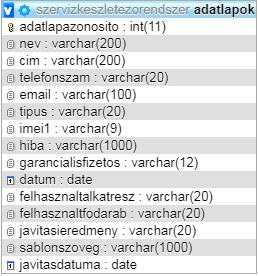 szervizkeszletezorendszer adatlapok
adatlapazonosito : int(11)
nev : varchar(200)
cim : varchar(200)
telefonszam : varchar(20)
email : varchar(100)
tipus : varchar(20)
imei1 : varchar(9)
hiba : varchar(1000)
garancialisfizetos : varchar(12)
datum : date
felhasznaltalkatresz : varchar(20)
felhasznaltfodarab : varchar(20)
javitasieredmeny : varchar(20)
sablonszoveg : varchar(1000)
javitasdatuma : date